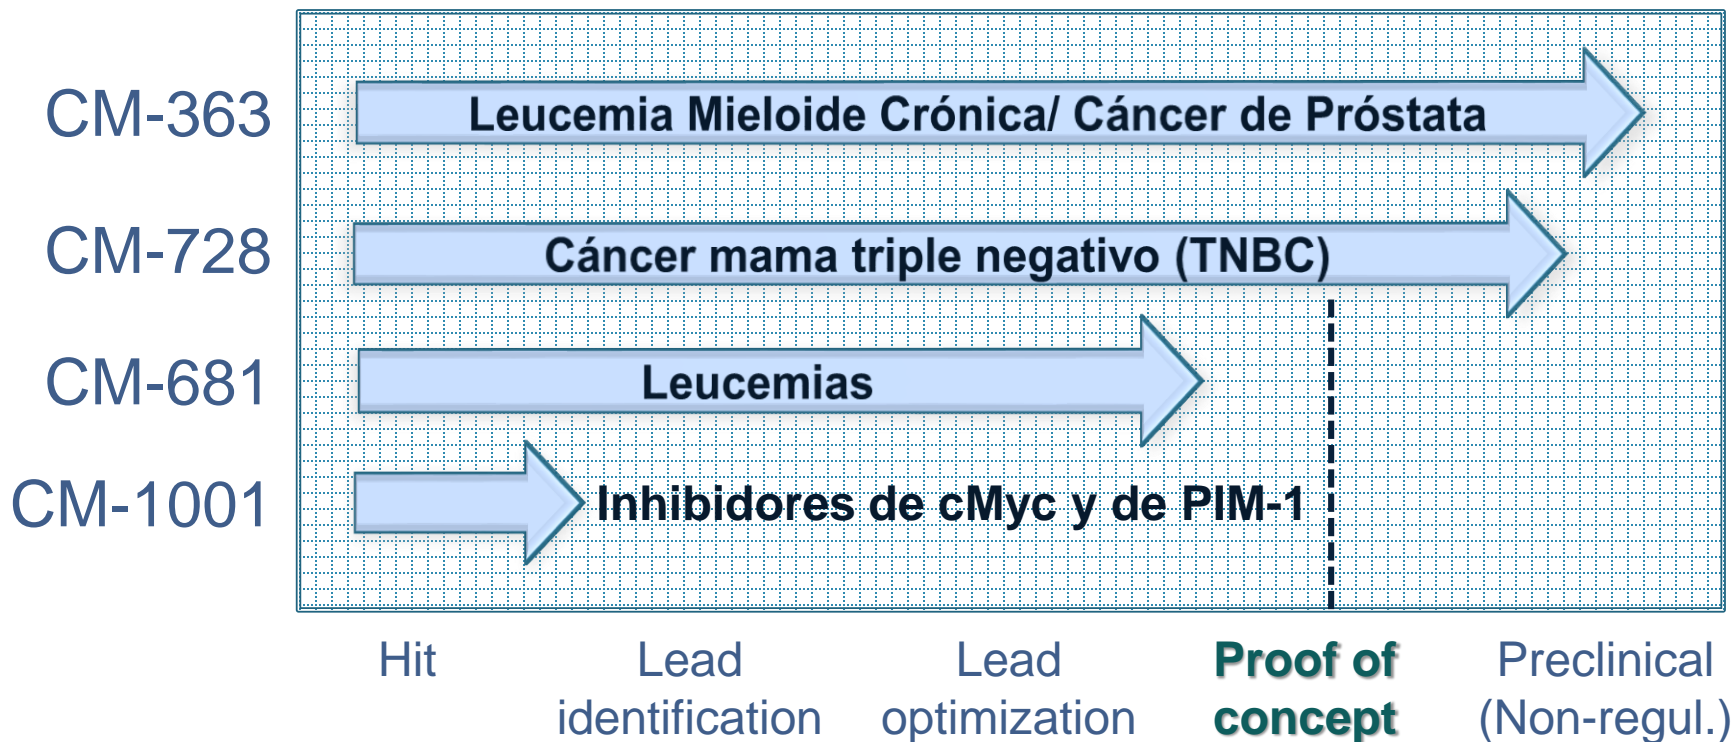 CM-363
Leucemia Mieloide Crónica/ Cáncer de Próstata
CM-728
Cáncer mama triple negativo (TNBC)
CM-681
Leucemias
CM-1001
Inhibidores de cMyc y de PIM-1
Hit
Lead
identification
Lead
optimization
Proof of
concept
Preclinical
(Non-regul.)